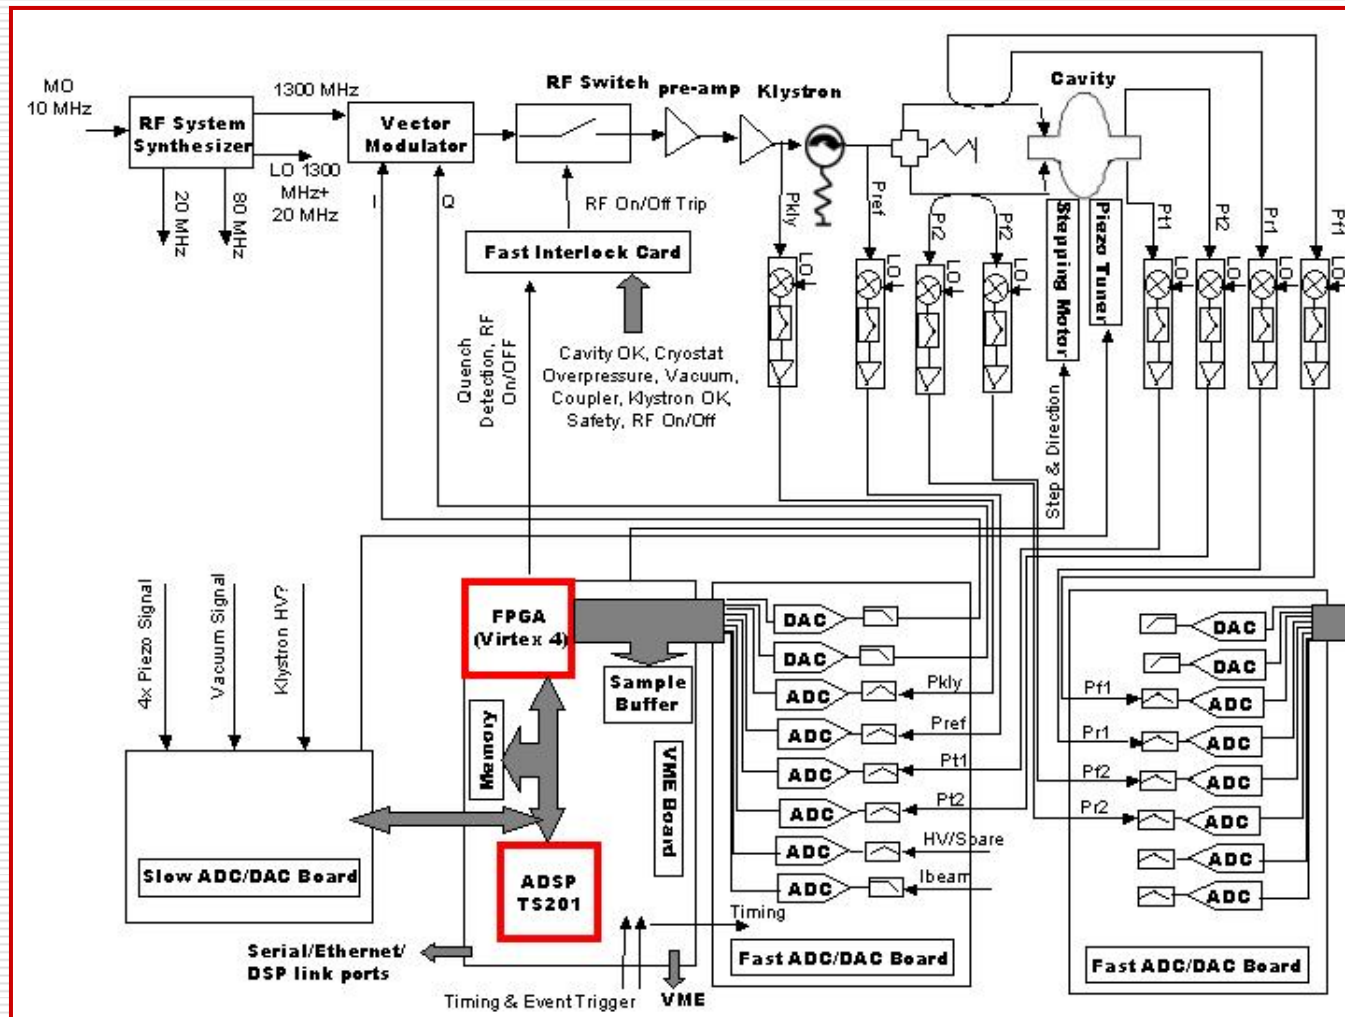 MO
10 MHz
RF System
Synthesizer
1300 MHz
LO 1300
MHz+
20 MHz
20 MHz
80 MHz
Vector
Modulator
I
Q
RF Switch
pre-amp
Klystron
Cavity
RF On/Off Trip
Fast Interlock Card
Quench
Detection, RF
On/OFF
Cavity OK, Cryostat
Overpressure, Vacuum,
Coupler, Klystron OK,
Safety, RF On/Off
Pkly
Pref
Pr2
Pf2
Stepping Motor
Piezo Tuner
Pt1
Pt2
Pr1
Pf1
LO
LO
LO
LO
LO
LO
LO
LO
Step & Direction
4x Piezo Signal
Vacuum Signal
Klystron HV?
FPGA
(Virtex 4)
Sample
Buffer
Memory
VME Board
ADSP
TS201
Slow ADC/DAC Board
Serial/Ethernet/
DSP link ports
Timing & Event Trigger
VME
Timing
DAC
DAC
ADC
Pkly
ADC
Pref
ADC
Pt1
ADC
Pt2
ADC
HV/Spare
ADC
Ibeam
Fast ADC/DAC Board
DAC
DAC
Pf1
ADC
Pr1
ADC
Pf2
ADC
Pr2
ADC
ADC
ADC
Fast ADC/DAC Board